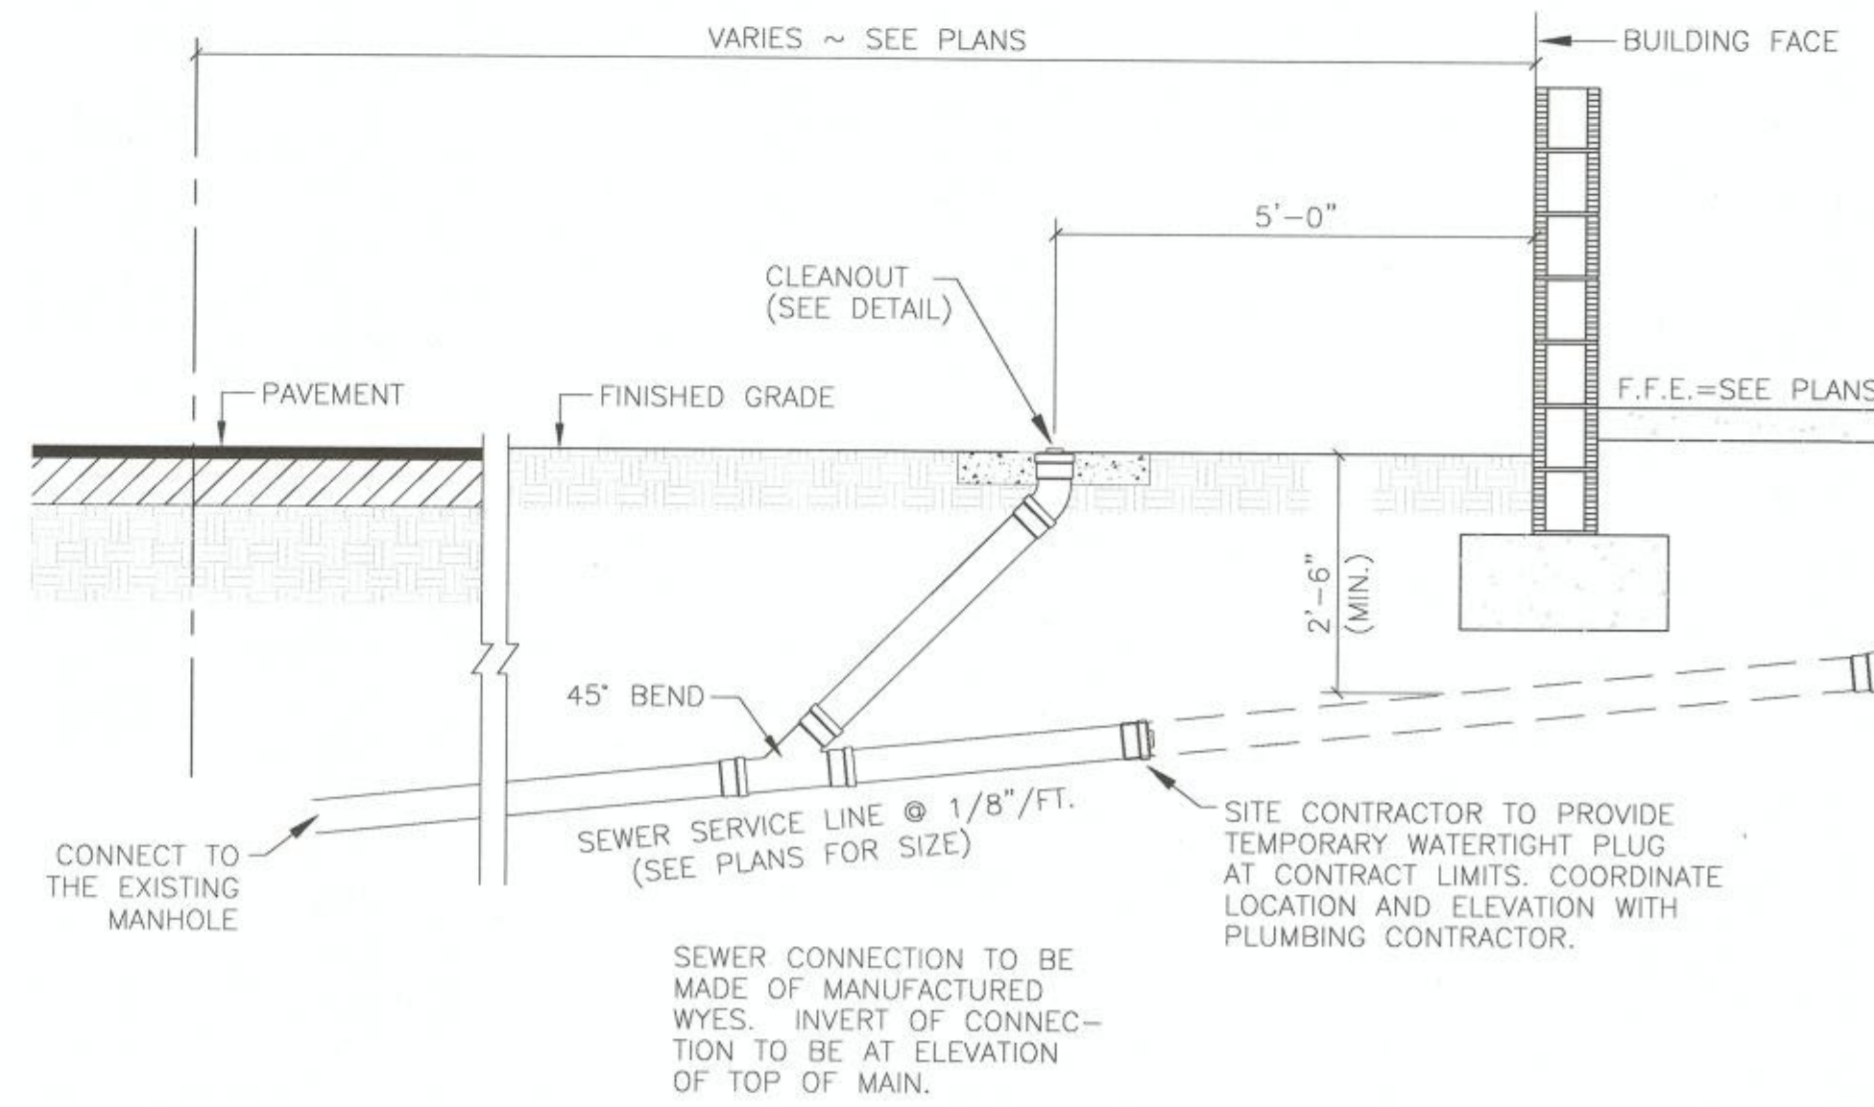 VARIES ~ SEE PLANS
BUILDING FACE
5'-0"
CLEANOUT
(SEE DETAIL)
PAVEMENT
FINISHED GRADE
F.F.E.=SEE PLANS
2'-6"
(MIN.)
45° BEND
SEWER SERVICE LINE @ 1/8"/FT.
(SEE PLANS FOR SIZE)
CONNECT TO
THE EXISTING
MANHOLE
SITE CONTRACTOR TO PROVIDE
TEMPORARY WATERTIGHT PLUG
AT CONTRACT LIMITS. COORDINATE
LOCATION AND ELEVATION WITH
PLUMBING CONTRACTOR.
SEWER CONNECTION TO BE
MADE OF MANUFACTURED
WYES. INVERT OF CONNEC-
TION TO BE AT ELEVATION
OF TOP OF MAIN.